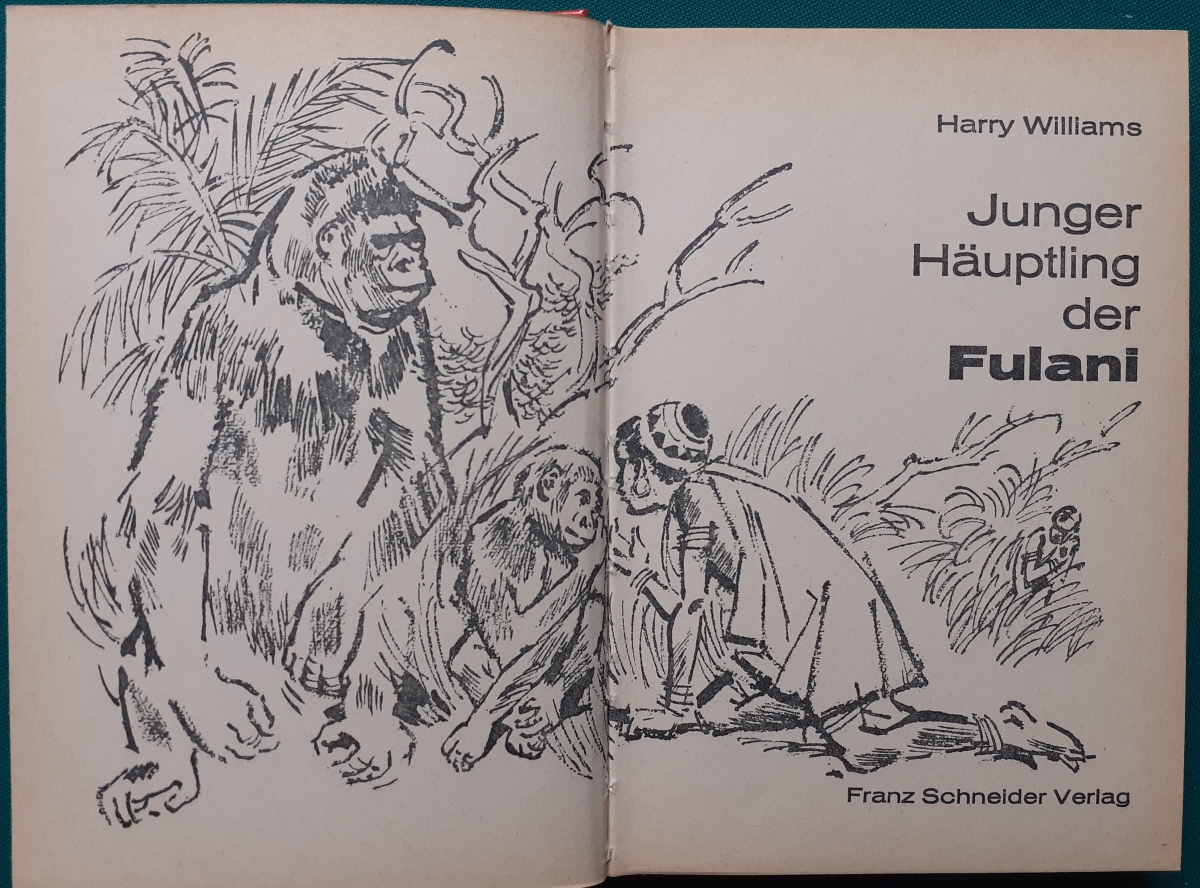 Harry Williams
Junger
Häuptling
der
Fulani
Franz Schneider Verlag